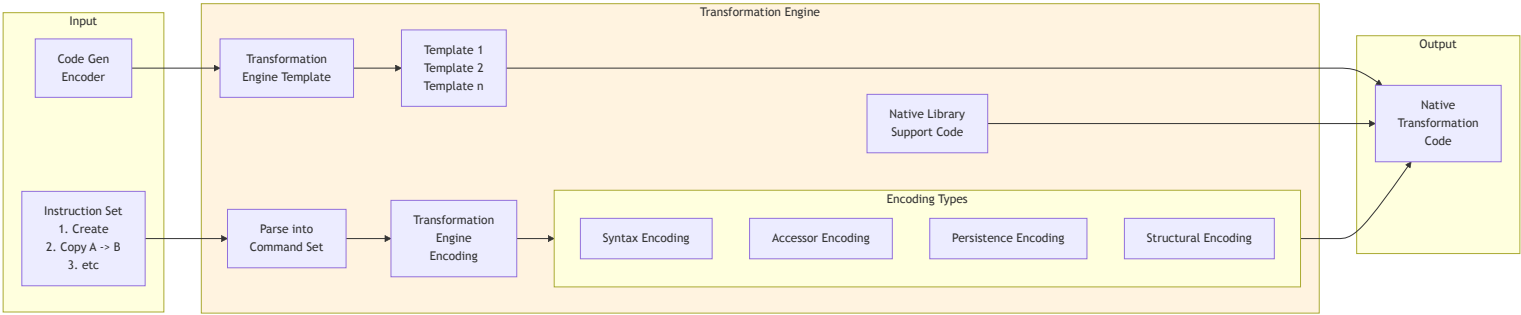 Input
Code Gen
Encoder
Instruction Set
1. Create
2. Copy A -> B
3. etc
Transformation Engine
Transformation
Engine Template
Template 1
Template 2
Template n
Native Library
Support Code
Parse into
Command Set
Transformation
Engine
Encoding
Encoding Types
Syntax Encoding
Accessor Encoding
Persistence Encoding
Structural Encoding
Output
Native
Transformation
Code